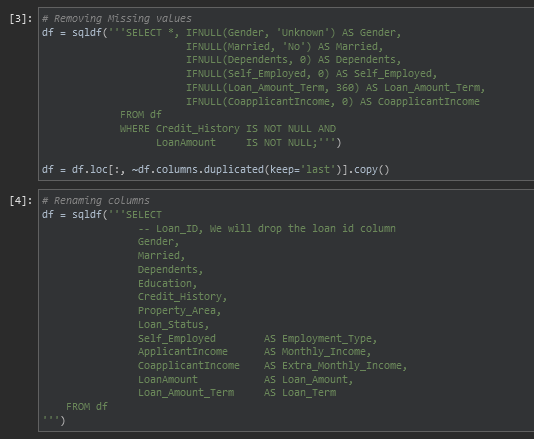 [3]: # Removing Missing values
df = sqldf('''SELECT *, IFNULL(Gender, 'Unknown') AS Gender,
IFNULL(Married, 'No') AS Married,
IFNULL(Dependents, 0) AS Dependents,
IFNULL(Self_Employed, 0) AS Self_Employed,
IFNULL(Loan_Amount_Term, 360) AS Loan_Amount_Term,
IFNULL(CoapplicantIncome, 0) AS CoapplicantIncome
FROM df
WHERE Credit_History IS NOT NULL AND
LoanAmount IS NOT NULL;''')
df = df.loc[:, ~df.columns.duplicated(keep='last')].copy()
[4]: # Renaming columns
df = sqldf('''SELECT
-- Loan_ID, We will drop the loan id column
Gender,
Married,
Dependents,
Education,
Credit_History,
Property_Area,
Loan_Status,
Self_Employed AS Employment_Type,
ApplicantIncome AS Monthly_Income,
CoapplicantIncome AS Extra_Monthly_Income,
LoanAmount AS Loan_Amount,
Loan_Amount_Term AS Loan_Term
FROM df
''')